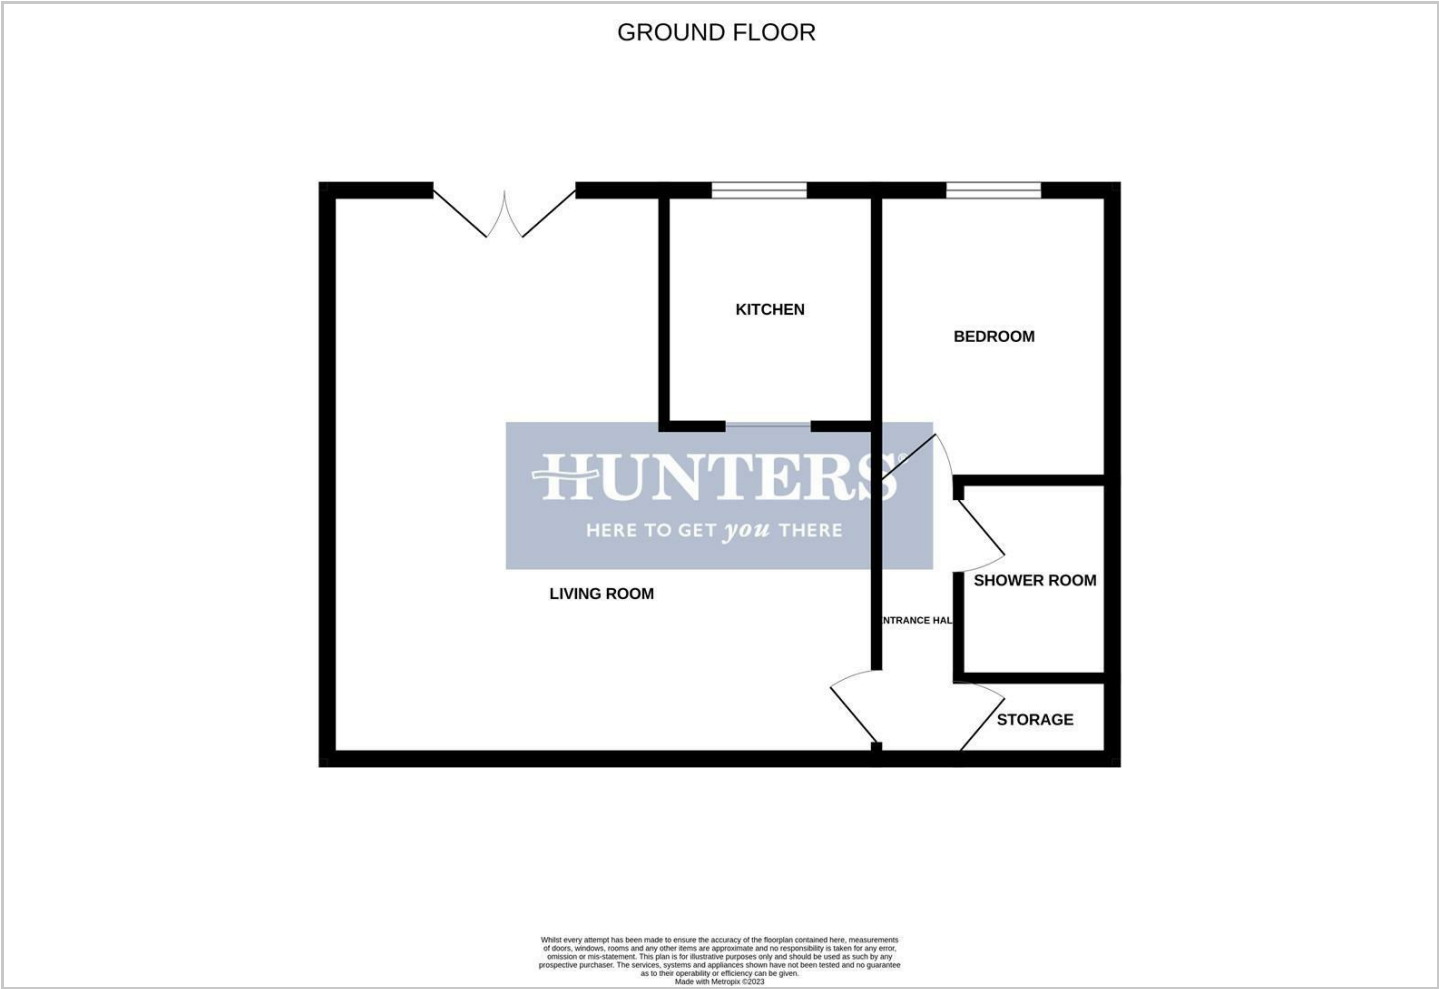 GROUND FLOOR
KITCHEN
BEDROOM
HUNTERS®
HERE TO GET you THERE
LIVING ROOM
SHOWER ROOM
ENTRANCE HAL
STORAGE
Whilst every attempt has been made to ensure the accuracy of the floorplan contained here, measurements
of doors, windows, rooms and any other items are approximate and no responsibility is taken for any error,
omission or mis-statement. This plan is for illustrative purposes only and should be used as such by any
prospective purchaser. The services, systems and appliances shown have not been tested and no guarantee
as to their operability or efficiency can be given.
Made with Metropix ©2023